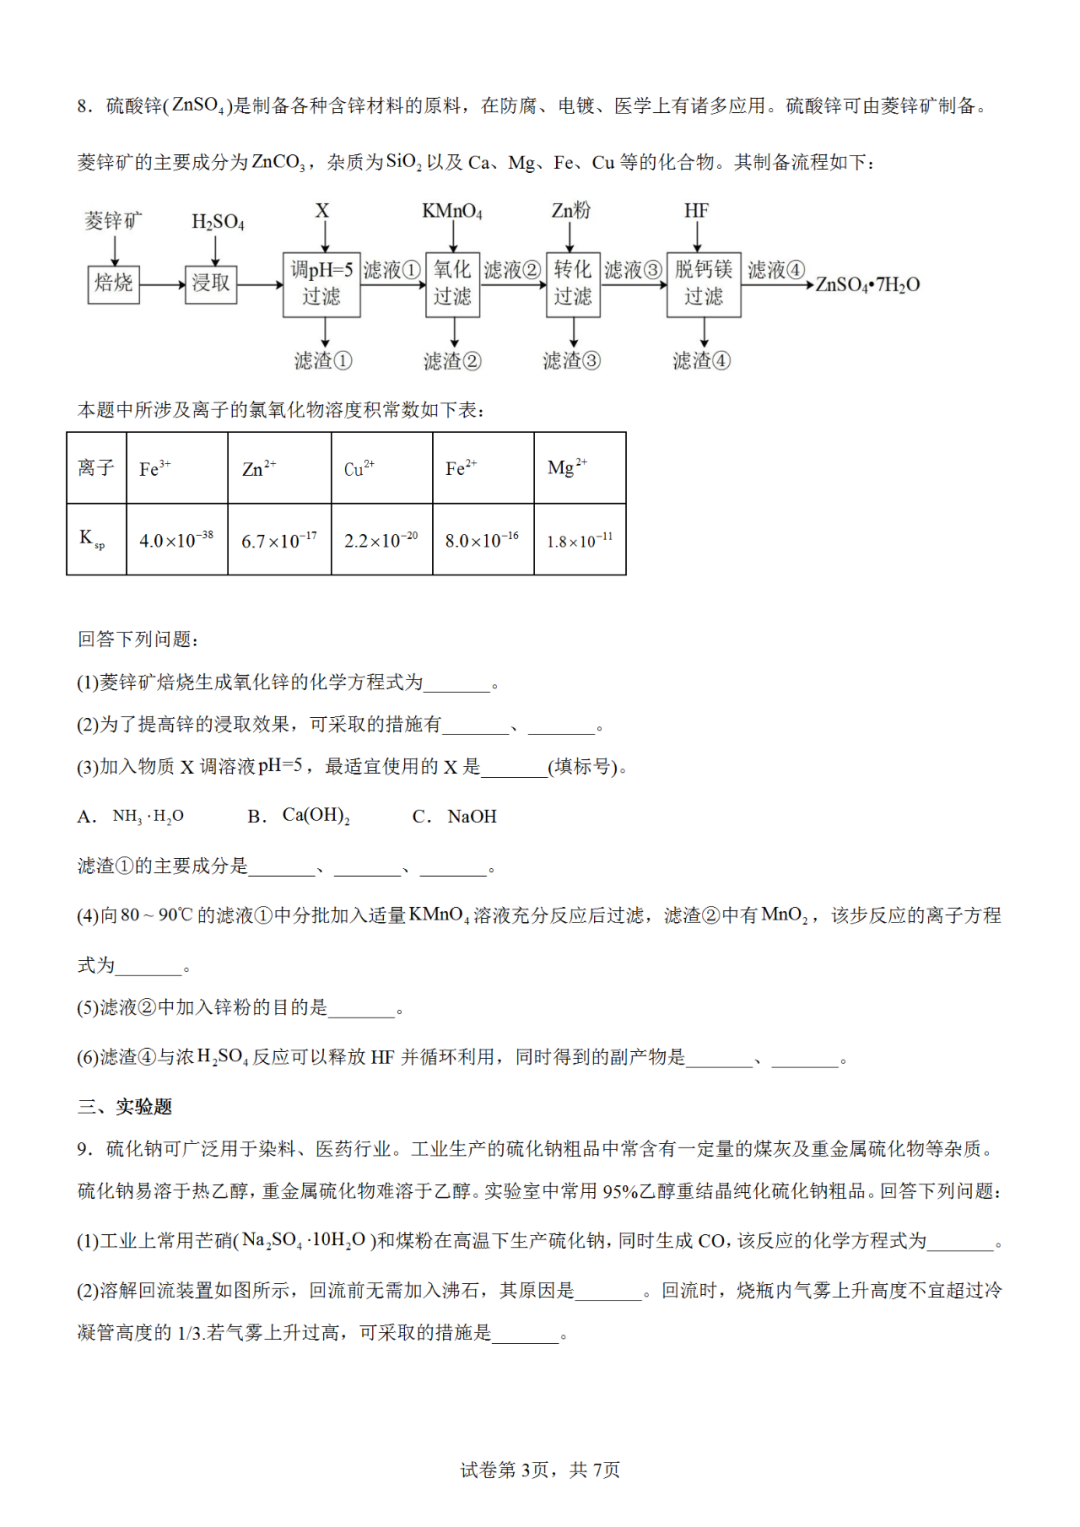 8．硫酸锌(ZnSO₄)是制备各种含锌材料的原料，在防腐、电镀、医学上有诸多应用。硫酸锌可由菱锌矿制备。
菱锌矿的主要成分为ZnCO₃，杂质为SiO₂以及 Ca、Mg、Fe、Cu 等的化合物。其制备流程如下：
菱锌矿 H₂SO₄ X KMnO₄ Zn粉 HF
焙烧 浸取 调pH=5 过滤 滤液① 氧化 过滤 滤液② 转化 过滤 滤液③ 脱钙镁 过滤 滤液④ ZnSO₄•7H₂O
滤渣① 滤渣② 滤渣③ 滤渣④
本题中所涉及离子的氯氧化物溶度积常数如下表：
离子 Fe³⁺ Zn²⁺ Cu²⁺ Fe²⁺ Mg²⁺
Ksp 4.0×10⁻³⁸ 6.7×10⁻¹⁷ 2.2×10⁻²⁰ 8.0×10⁻¹⁶ 1.8×10⁻¹¹
回答下列问题：
(1)菱锌矿焙烧生成氧化锌的化学方程式为_______。
(2)为了提高锌的浸取效果，可采取的措施有_______、_______。
(3)加入物质 X 调溶液pH=5，最适宜使用的 X 是_______(填标号)。
A． NH₃·H₂O B． Ca(OH)₂ C． NaOH
滤渣①的主要成分是_______、_______、_______。
(4)向80 ~ 90℃的滤液①中分批加入适量KMnO₄溶液充分反应后过滤，滤渣②中有MnO₂，该步反应的离子方程
式为_______。
(5)滤液②中加入锌粉的目的是_______。
(6)滤渣④与浓H₂SO₄反应可以释放 HF 并循环利用，同时得到的副产物是_______、_______。
三、实验题
9．硫化钠可广泛用于染料、医药行业。工业生产的硫化钠粗品中常含有一定量的煤灰及重金属硫化物等杂质。
硫化钠易溶于热乙醇，重金属硫化物难溶于乙醇。实验室中常用 95%乙醇重结晶纯化硫化钠粗品。回答下列问题：
(1)工业上常用芒硝(Na₂SO₄·10H₂O)和煤粉在高温下生产硫化钠，同时生成 CO，该反应的化学方程式为_______。
(2)溶解回流装置如图所示，回流前无需加入沸石，其原因是_______。回流时，烧瓶内气雾上升高度不宜超过冷
凝管高度的 1/3.若气雾上升过高，可采取的措施是_______。
试卷第 3页，共 7页